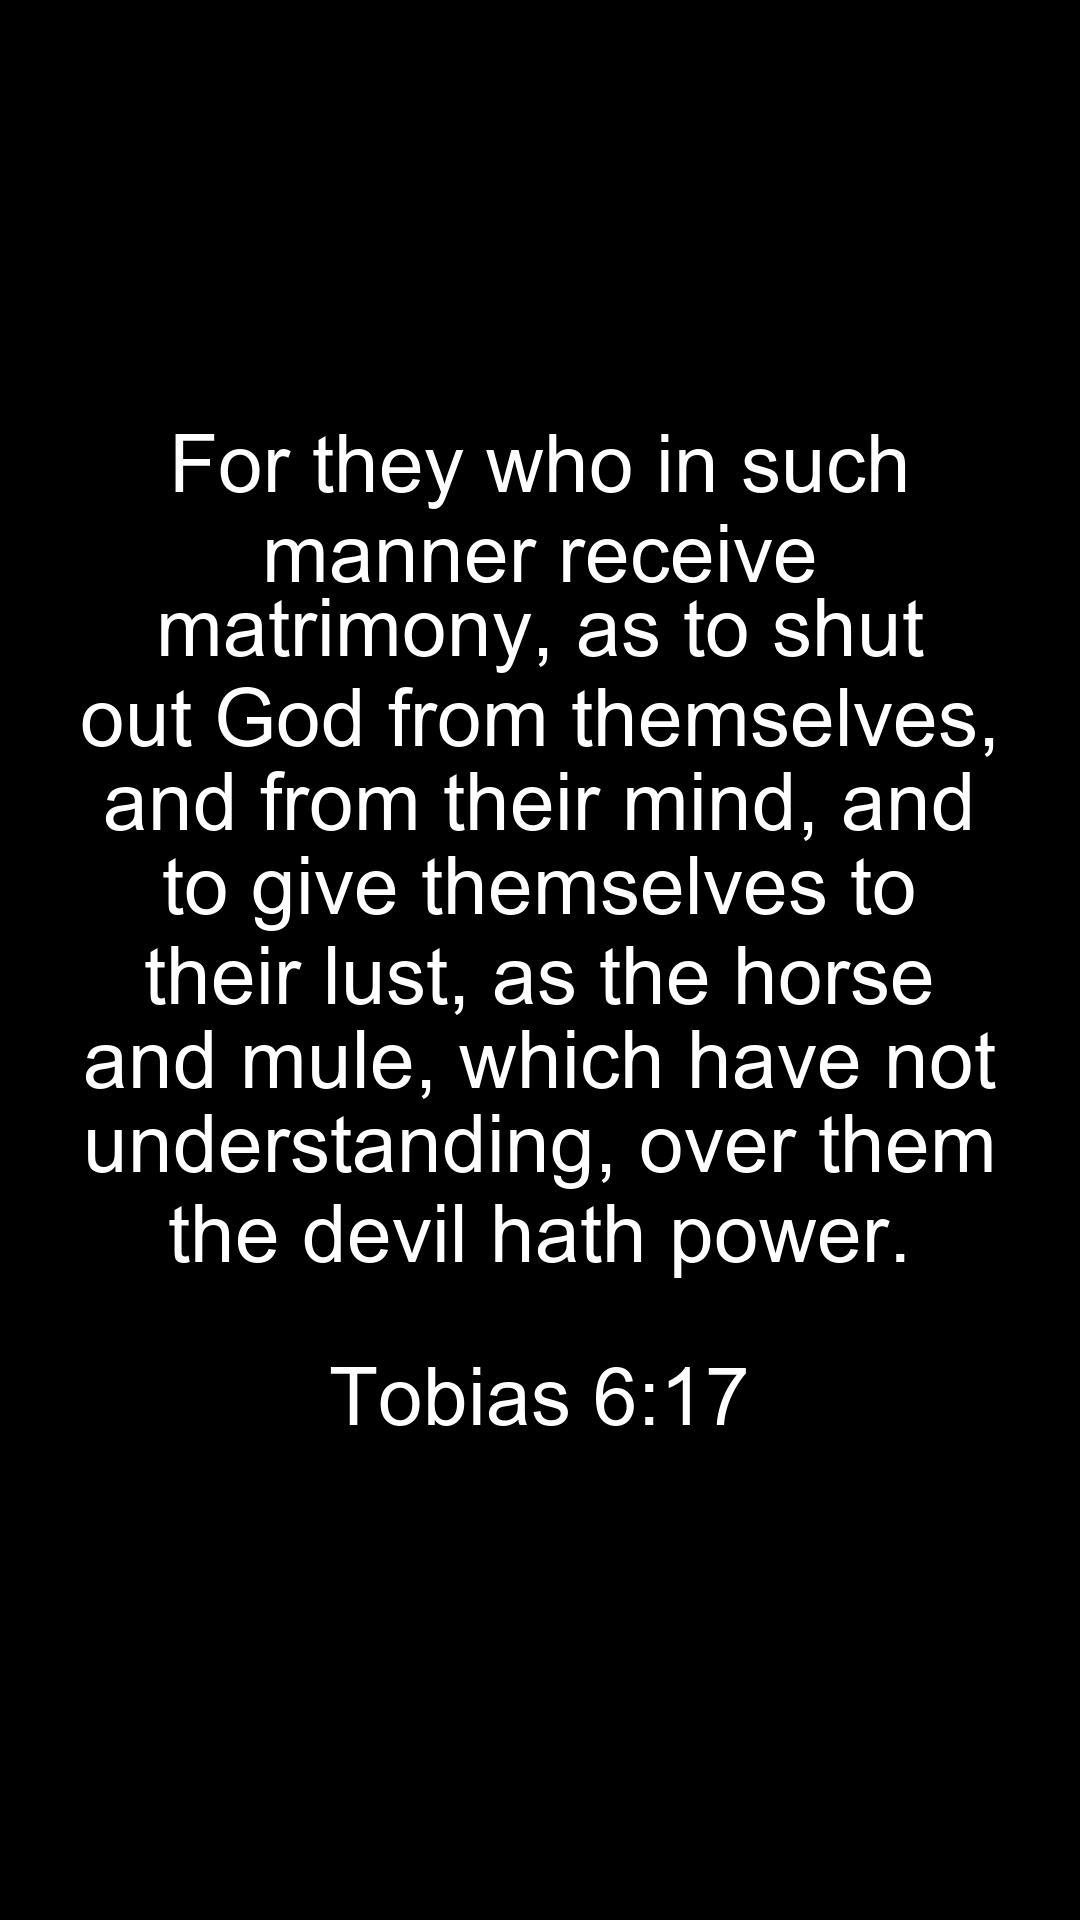 For they who in such
manner receive
matrimony, as to shut
out God from themselves,
and from their mind, and
to give themselves to
their lust, as the horse
and mule, which have not
understanding, over them
the devil hath power.
Tobias 6:17